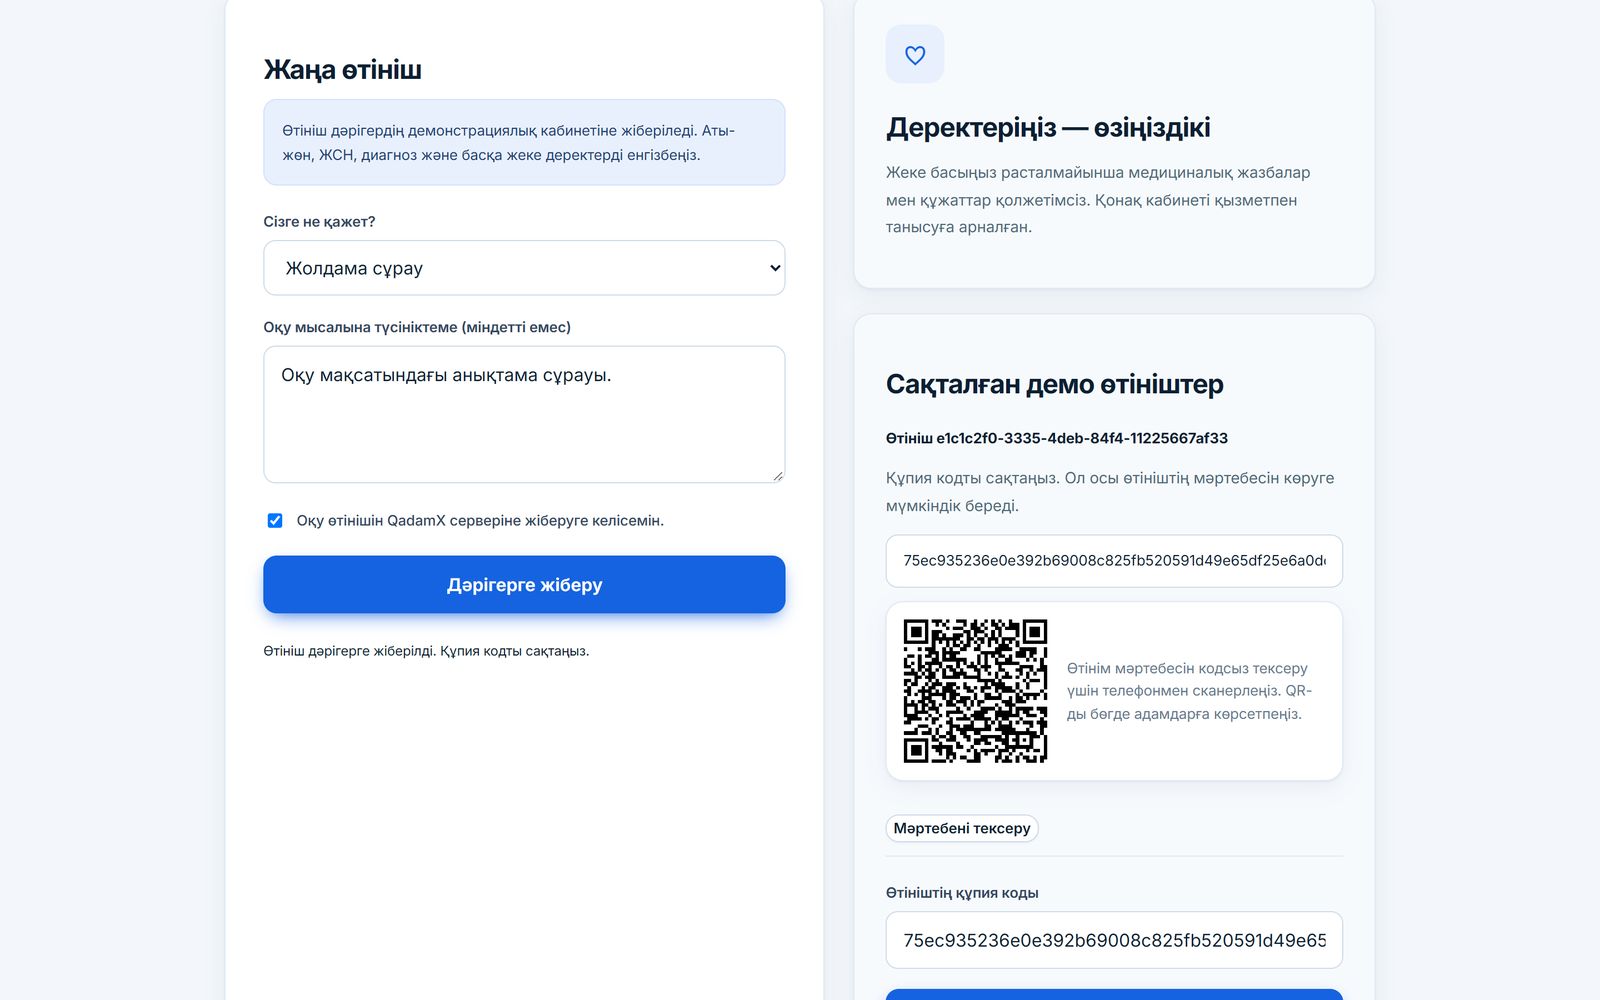 Жаңа өтініш
Өтініш дәрігердің демонстрациялық кабинетіне жіберіледі. Аты-
жөн, ЖСН, диагноз және басқа жеке деректерді енгізбеңіз.
Сізге не қажет?
Жолдама сұрау
Оқу мысалына түсініктеме (міндетті емес)
Оқу мақсатындағы анықтама сұрауы.
Оқу өтінішін QadamX серверіне жіберуге келісемін.
Дәрігерге жіберу
Өтініш дәрігерге жіберілді. Құпия кодты сақтаңыз.
Деректеріңіз — өзіңіздікі
Жеке басыңыз расталмайынша медициналық жазбалар
мен құжаттар қолжетімсіз. Қонақ кабинеті қызметпен
танысуға арналған.
Сақталған демо өтініштер
Өтініш e1c1c2f0-3335-4deb-84f4-11225667af33
Құпия кодты сақтаңыз. Ол осы өтініштің мәртебесін көруге
мүмкіндік береді.
75ec935236e0e392b69008c825fb520591d49e65df25e6a0d
Өтінім мәртебесін кодсыз тексеру
үшін телефонмен сканерлеңіз. QR-
ды бөгде адамдарға көрсетпеңіз.
Мәртебені тексеру
Өтініштің құпия коды
75ec935236e0e392b69008c825fb520591d49e65